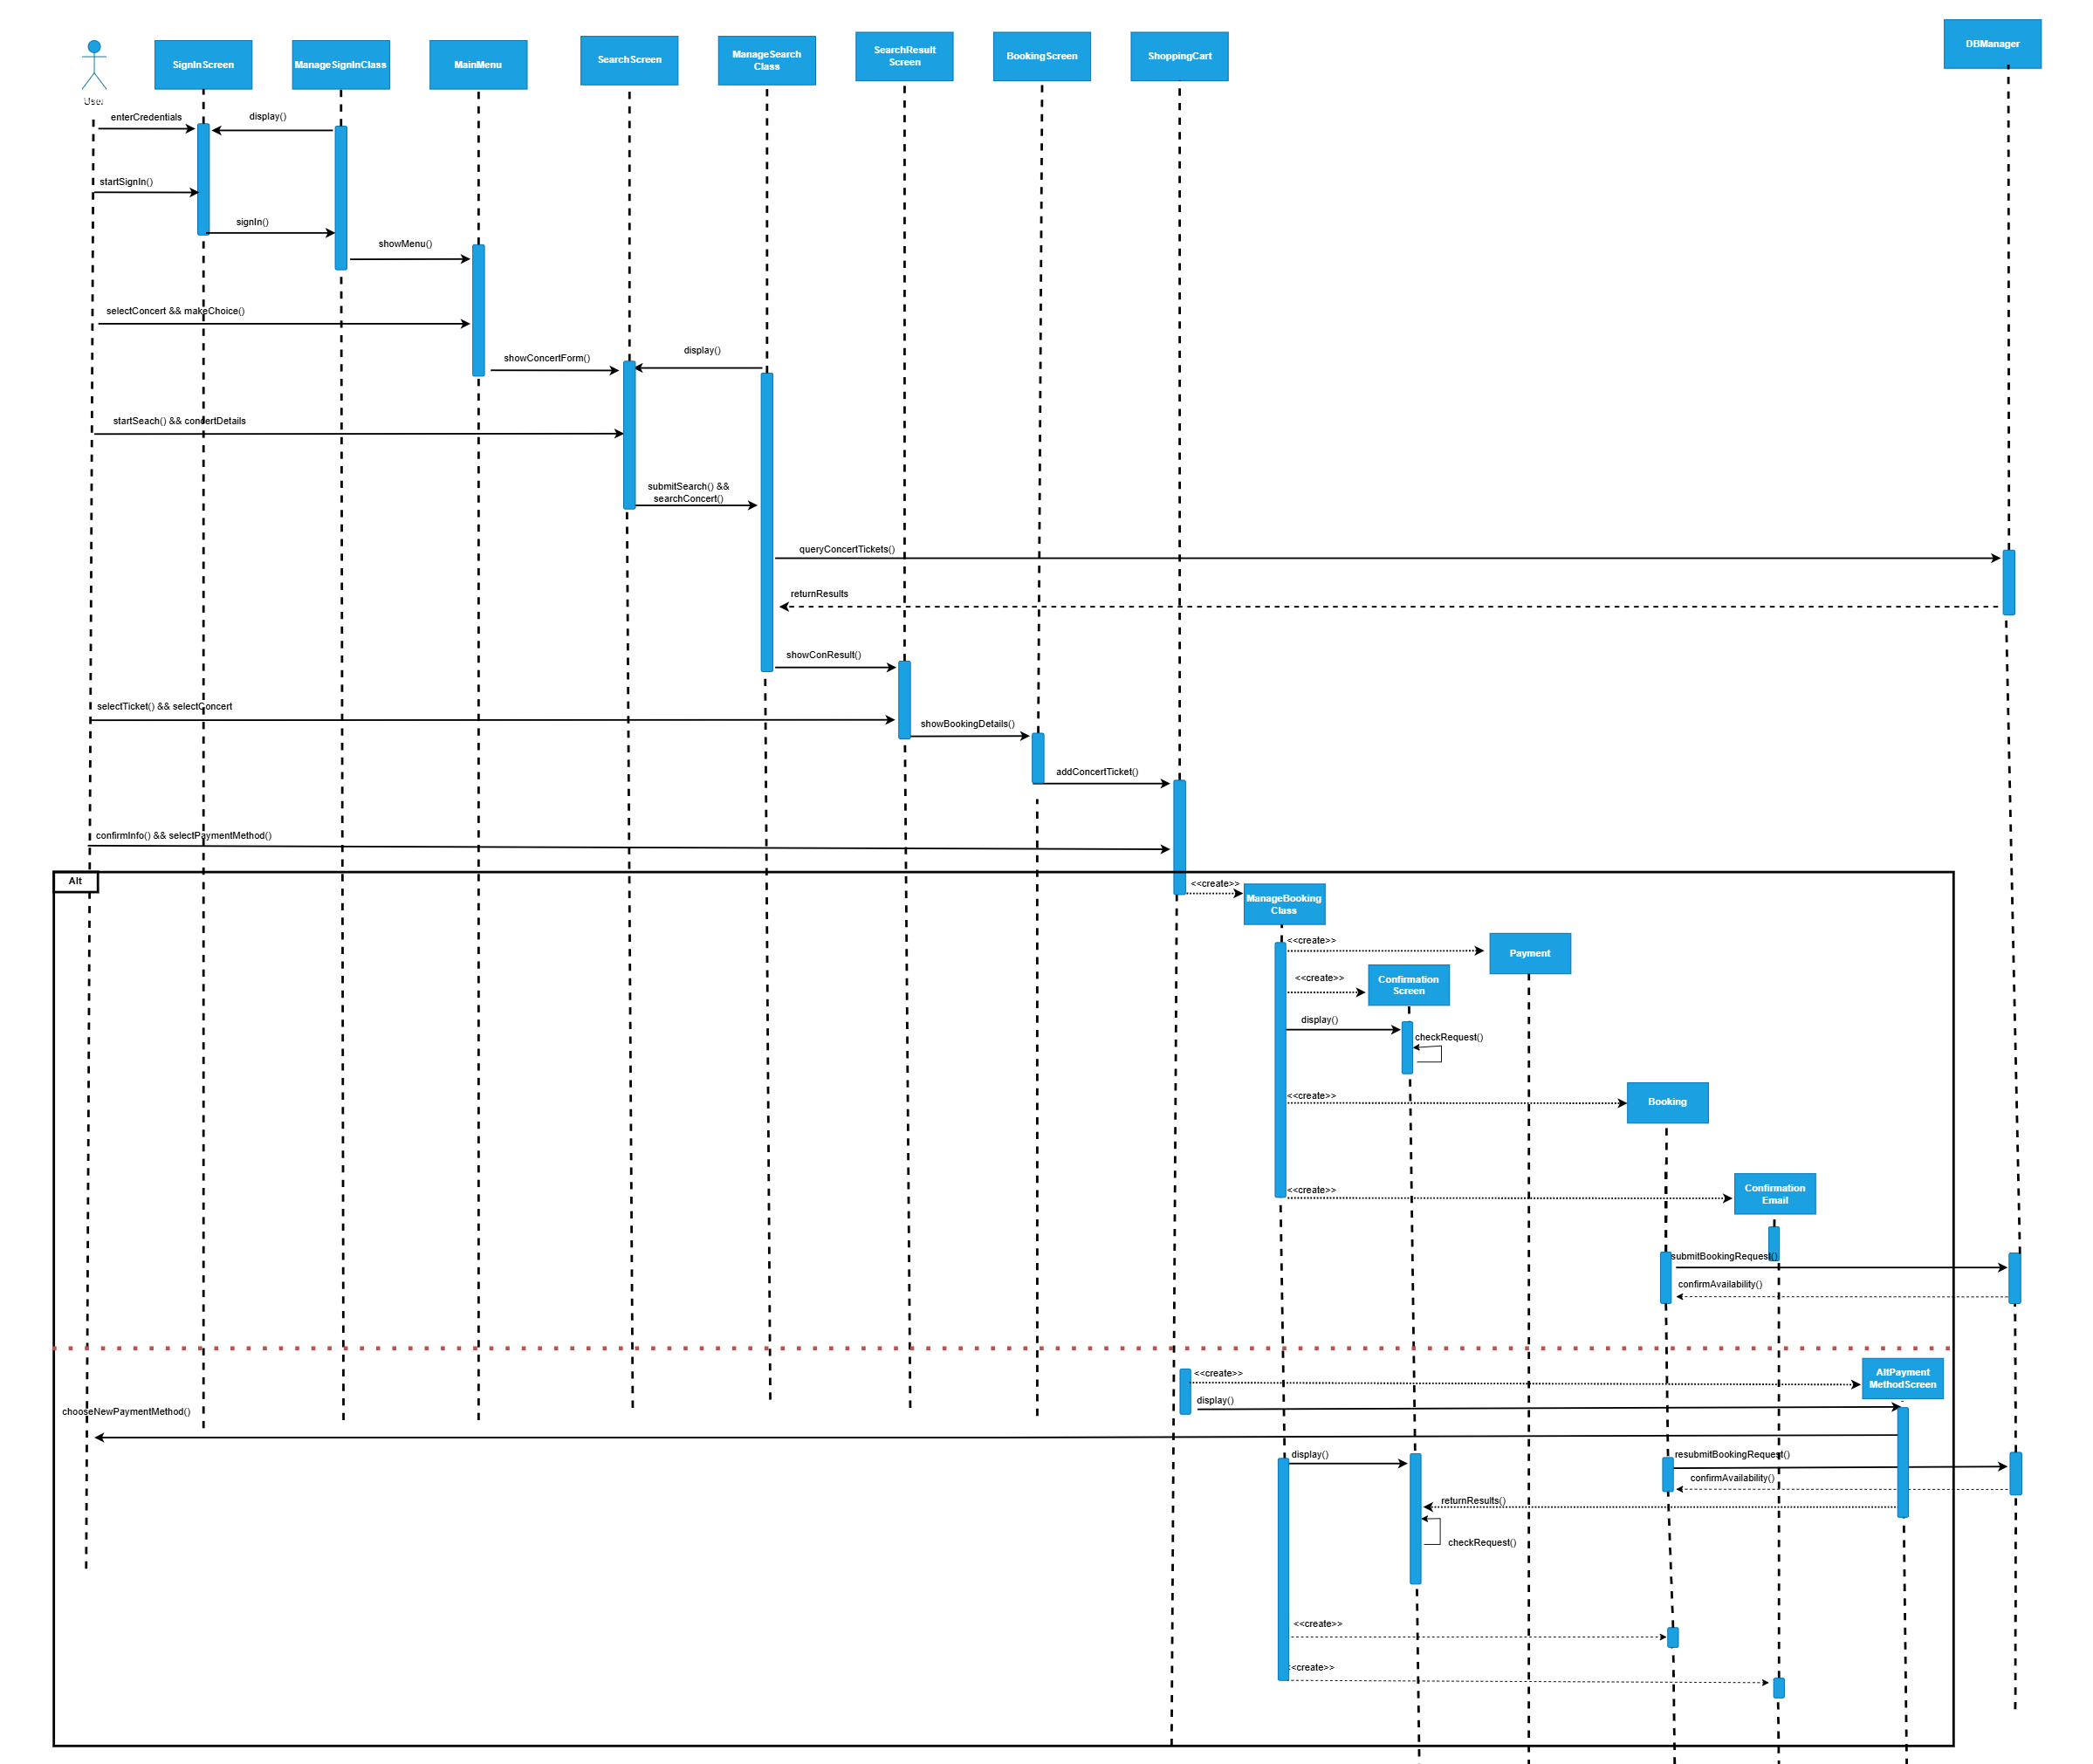 DBManager
SignInScreen
ManageSignInClass
MainMenu
SearchScreen
ManageSearch
Class
SearchResult
Screen
BookingScreen
ShoppingCart
User
enterCredentials
display()
startSignIn()
signIn()
showMenu()
selectConcert && makeChoice()
showConcertForm()
display()
startSeach() && concertDetails
submitSearch() &&
searchConcert()
queryConcertTickets()
returnResults
showConResult()
selectTicket() && selectConcert
showBookingDetails()
addConcertTicket()
confirmInfo() && selectPaymentMethod()
Alt
<<create>>
ManageBooking
Class
<<create>>
Payment
<<create>>
Confirmation
Screen
display()
checkRequest()
<<create>>
Booking
<<create>>
Confirmation
Email
submitBookingRequest()
confirmAvailability()
<<create>>
AltPayment
MethodScreen
display()
chooseNewPaymentMethod()
display()
resubmitBookingRequest()
confirmAvailability()
returnResults()
checkRequest()
<<create>>
<<create>>